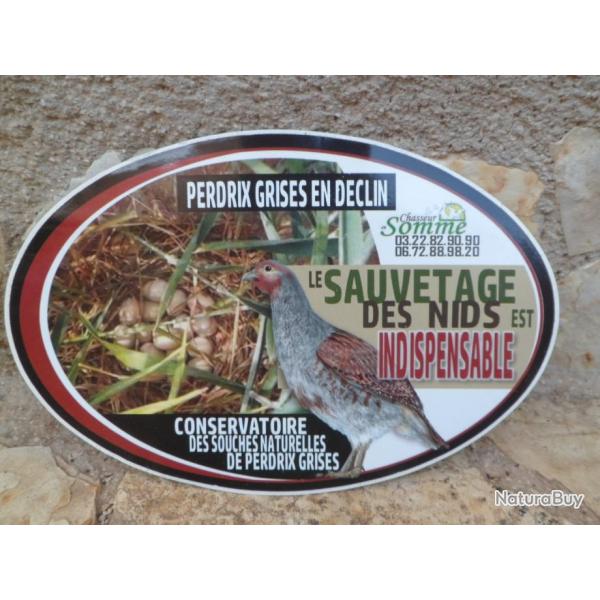 PERDRIX GRISES EN DECLIN
Chasseur
Somme
03.22.82.90.90
06.72.88.98.20
LE SAUVETAGE
DES NIDS EST
INDISPENSABLE
CONSERVATOIRE
DES SOUCHES NATURELLES
DE PERDRIX GRISES
NaturaBuy